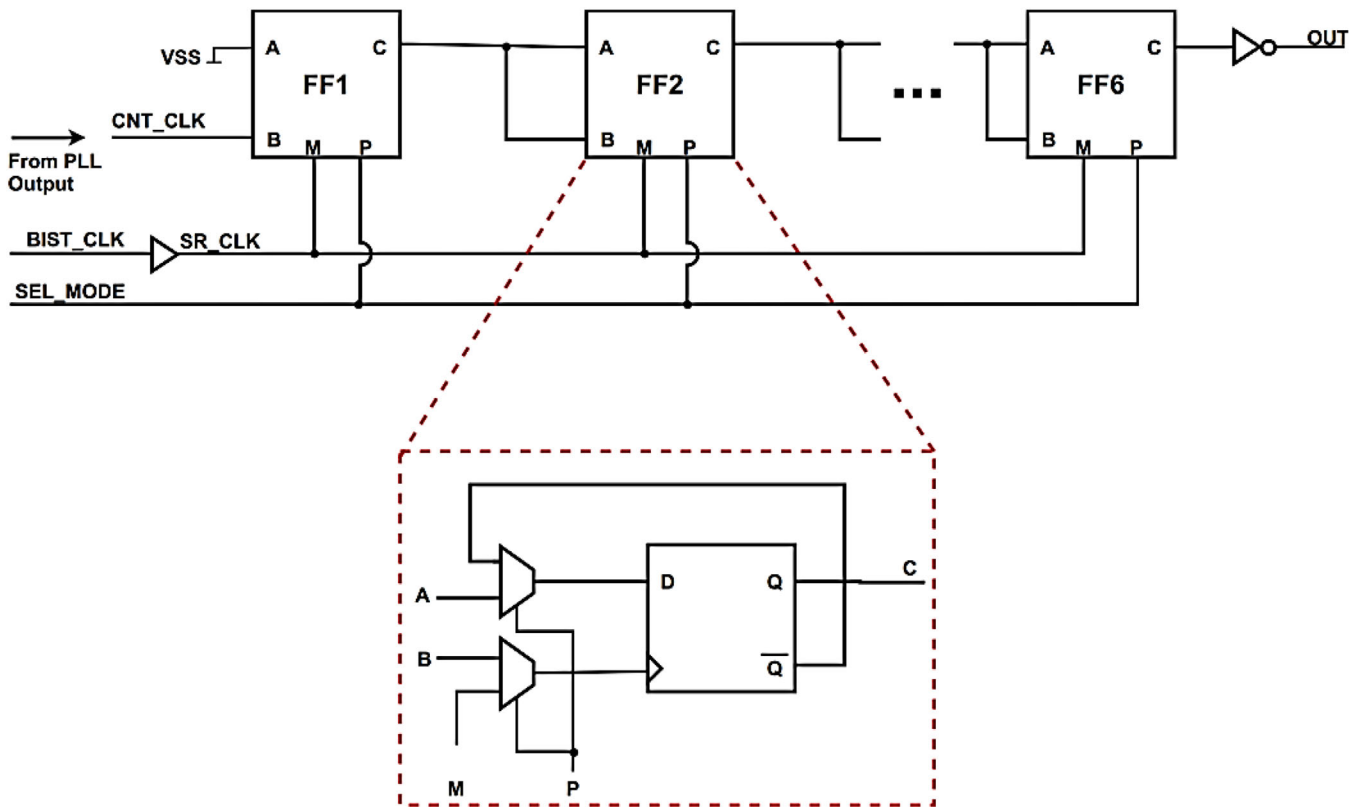 A C
FF1
B M P
VSS
CNT_CLK
From PLL
Output
A C
FF2
B M P
...
A C
FF6
B M P
OUT
BIST_CLK
SR_CLK
SEL_MODE
A
B
M
P
D Q
Q̅
C